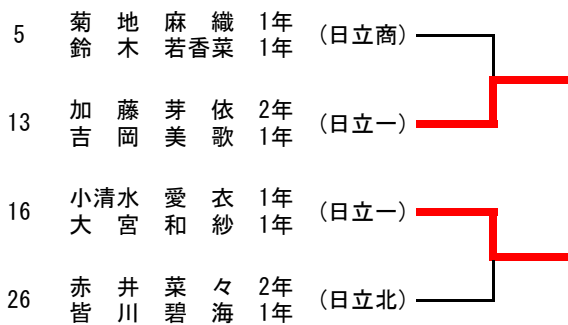 5 菊 地 麻 織 1年 (日立商)
鈴 木 若香菜 1年
13 加 藤 芽 依 2年 (日立一)
吉 岡 美 歌 1年
16 小清水 愛 衣 1年 (日立一)
大 宮 和 紗 1年
26 赤 井 菜 々 2年 (日立北)
皆 川 碧 海 1年